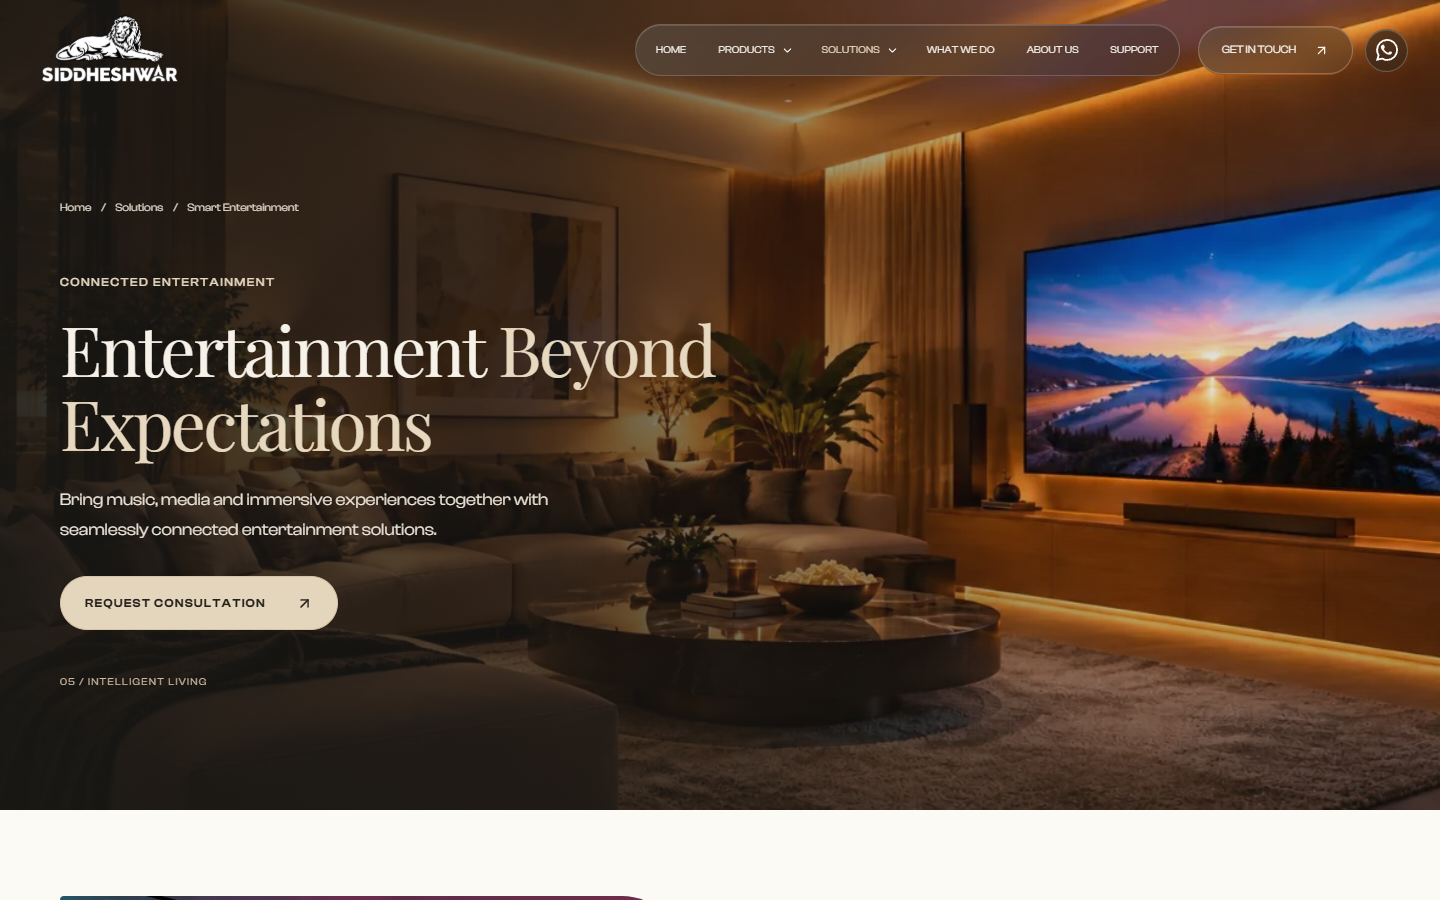 SIDDHESHWAR
HOME PRODUCTS SOLUTIONS WHAT WE DO ABOUT US SUPPORT GET IN TOUCH
Home / Solutions / Smart Entertainment
CONNECTED ENTERTAINMENT
Entertainment Beyond
Expectations
Bring music, media and immersive experiences together with
seamlessly connected entertainment solutions.
REQUEST CONSULTATION
05 / INTELLIGENT LIVING